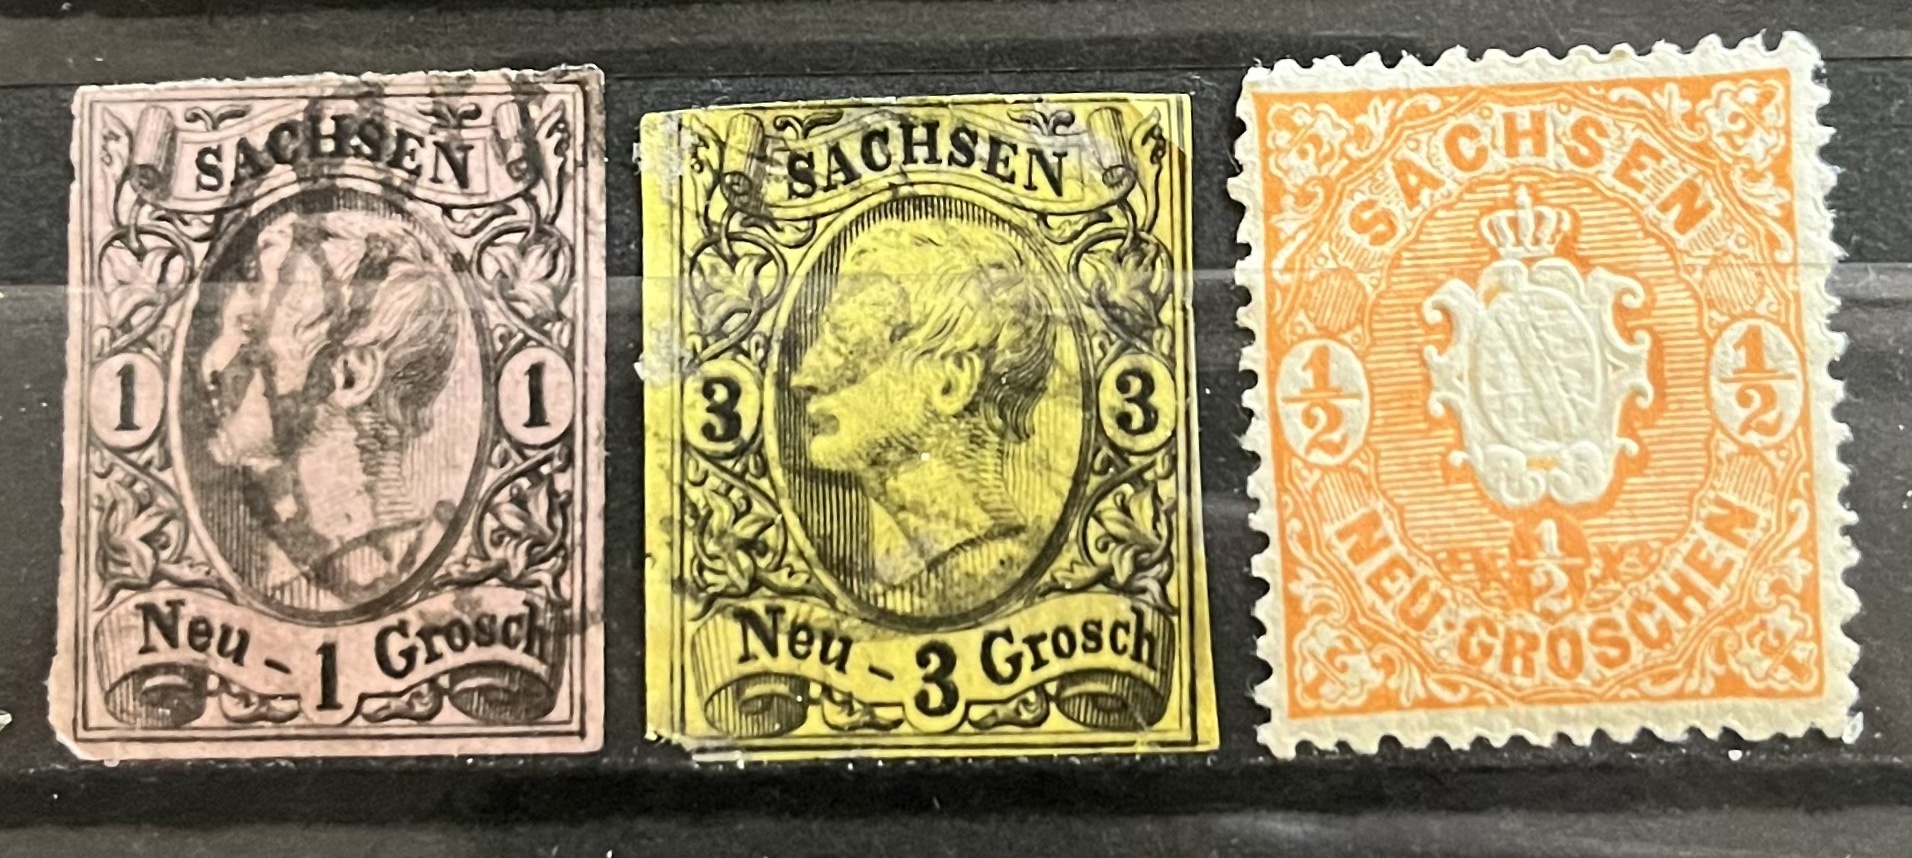 SACHSEN
1 1
Neu - 1 Grosch
SACHSEN
3 3
Neu - 3 Grosch
SACHSEN
1/2 1/2
1/2
NEU-GROSCHEN